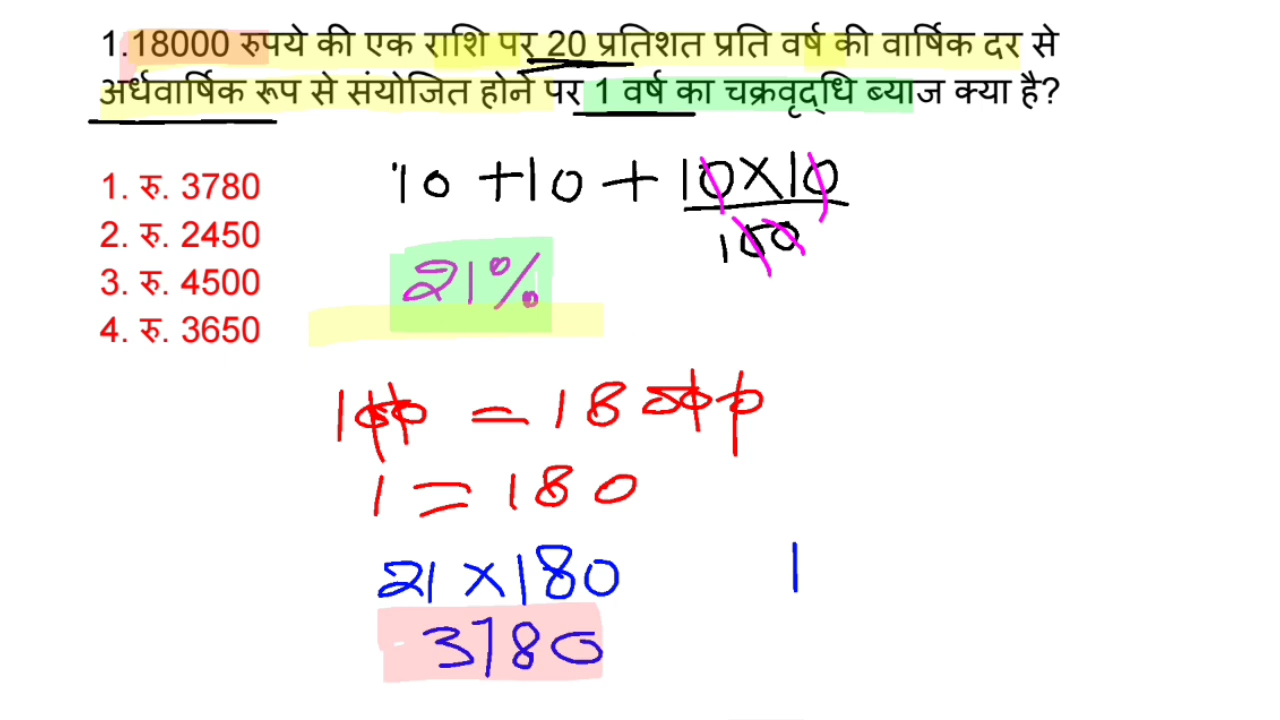 1.18000 रुपये की एक राशि पर 20 प्रतिशत प्रति वर्ष की वार्षिक दर से
अर्धवार्षिक रूप से संयोजित होने पर 1 वर्ष का चक्रवृद्धि ब्याज क्या है?
1. रु. 3780
2. रु. 2450
3. रु. 4500
4. रु. 3650
10 + 10 + 10 × 10
100
21%
100 = 18000
1 = 180
21 × 180
1
3780